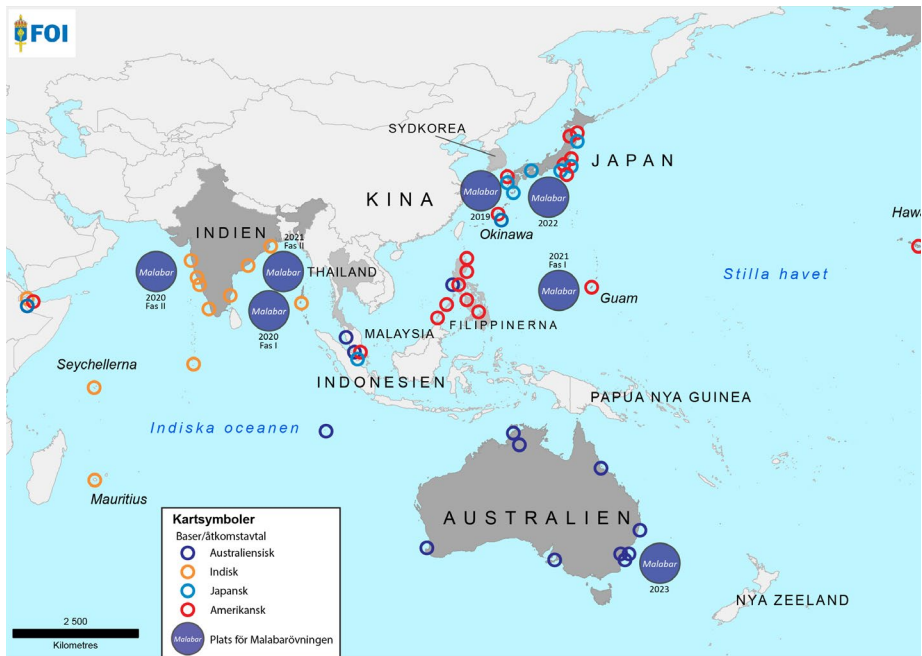 FOI
SYDKOREA
JAPAN
KINA
Malabar
2019
Malabar
2022
Okinawa
Hawa
INDIEN
2021
Fas II
Malabar
THAILAND
Malabar
2020
Fas II
Malabar
2020
Fas I
2021
Fas I
Malabar
Guam
Stilla havet
MALAYSIA
FILIPPINERNA
Seychellerna
INDONESIEN
PAPUA NYA GUINEA
Indiska oceanen
Mauritius
AUSTRALIEN
Malabar
2023
NYA ZEELAND
Kartsymboler
Baser/åtkomstavtal
Australiensisk
Indisk
Japansk
Amerikansk
Malabar Plats för Malabarövningen
2 500
Kilometres